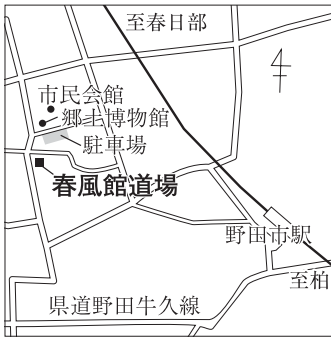 至春日部
市民会館
郷土博物館
駐車場
春風館道場
野田市駅
至柏
県道野田牛久線